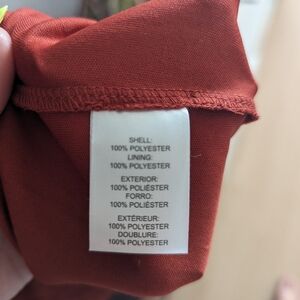 SHELL:
100% POLYESTER
LINING:
100% POLYESTER
EXTERIOR:
100% POLIÉSTER
FORRO:
100% POLIÉSTER
EXTÉRIEUR:
100% POLYESTER
DOUBLURE:
100% POLYESTER